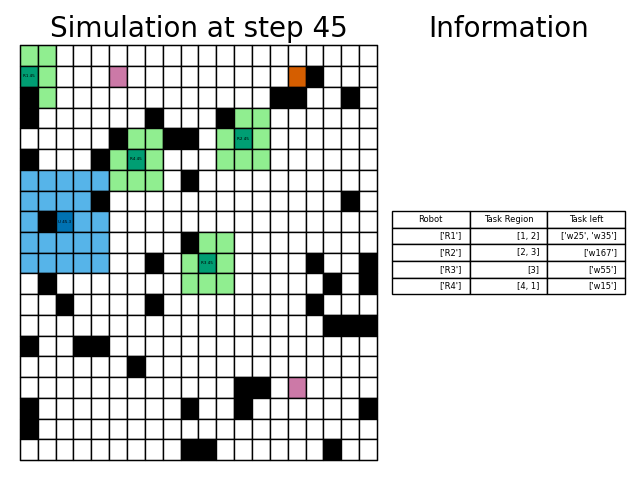 Simulation at step 45
Information
Robot Task Region Task left
['R1'] [1, 2] ['w25', 'w35']
['R2'] [2, 3] ['w167']
['R3'] [3] ['w55']
['R4'] [4, 1] ['w15']